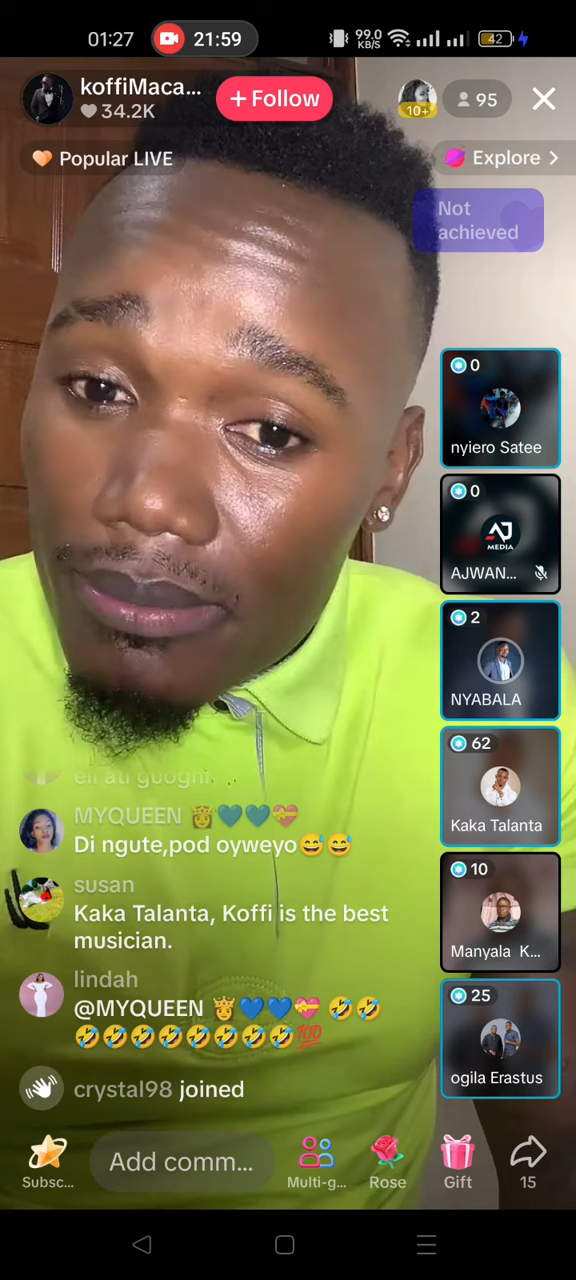 01:27
21:59
99.0
KB/S
42
koffiMaca...
34.2K
+ Follow
10+
95
Popular LIVE
Explore >
Not
achieved
0
nyiero Satee
0
AJ
MEDIA
AJWAN...
2
NYABALA
62
Kaka Talanta
10
Manyala K...
25
ogila Erastus
MYQUEEN 👸💙💙💝
Di ngute,pod oyweyo😅😅
susan
Kaka Talanta, Koffi is the best
musician.
lindah
@MYQUEEN 👸💙💙💝 🤣🤣
🤣🤣🤣🤣🤣🤣🤣🤣💯
crystal98 joined
Subsc...
Add comm...
Multi-g...
Rose
Gift
15